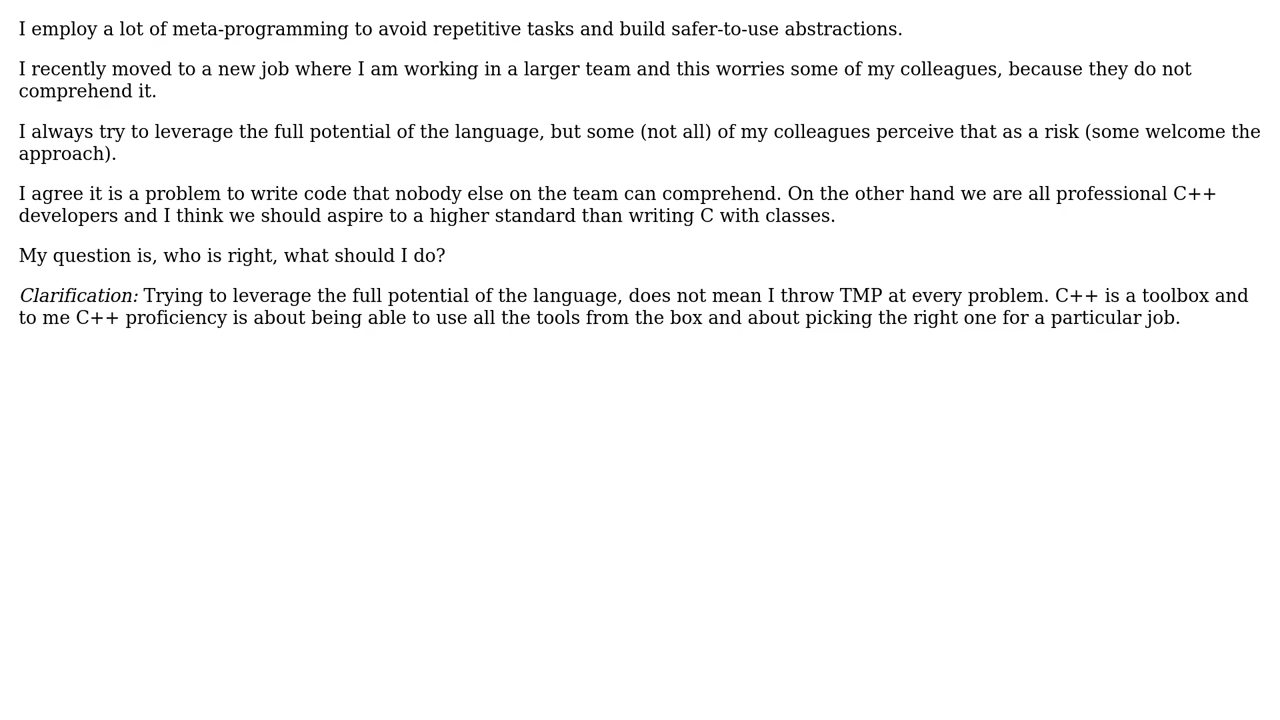 I employ a lot of meta-programming to avoid repetitive tasks and build safer-to-use abstractions.
I recently moved to a new job where I am working in a larger team and this worries some of my colleagues, because they do not
comprehend it.
I always try to leverage the full potential of the language, but some (not all) of my colleagues perceive that as a risk (some welcome the
approach).
I agree it is a problem to write code that nobody else on the team can comprehend. On the other hand we are all professional C++
developers and I think we should aspire to a higher standard than writing C with classes.
My question is, who is right, what should I do?
Clarification: Trying to leverage the full potential of the language, does not mean I throw TMP at every problem. C++ is a toolbox and
to me C++ proficiency is about being able to use all the tools from the box and about picking the right one for a particular job.